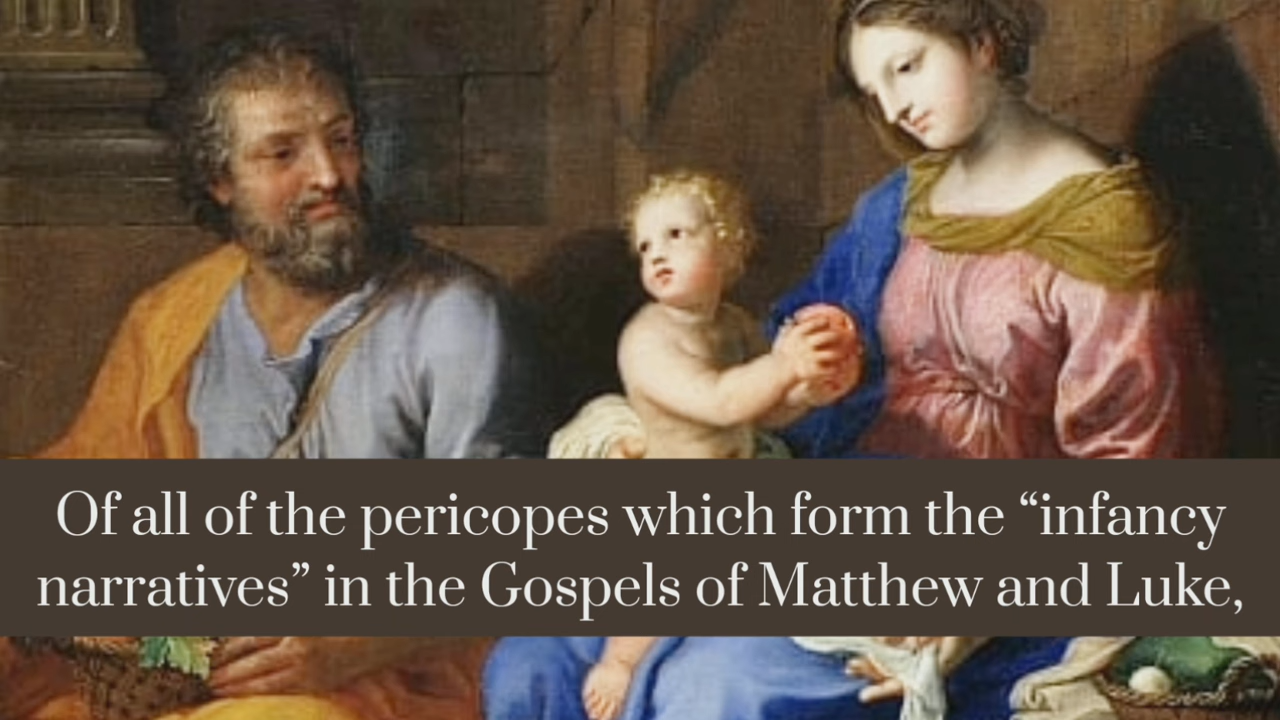 Of all of the pericopes which form the “infancy
narratives” in the Gospels of Matthew and Luke,